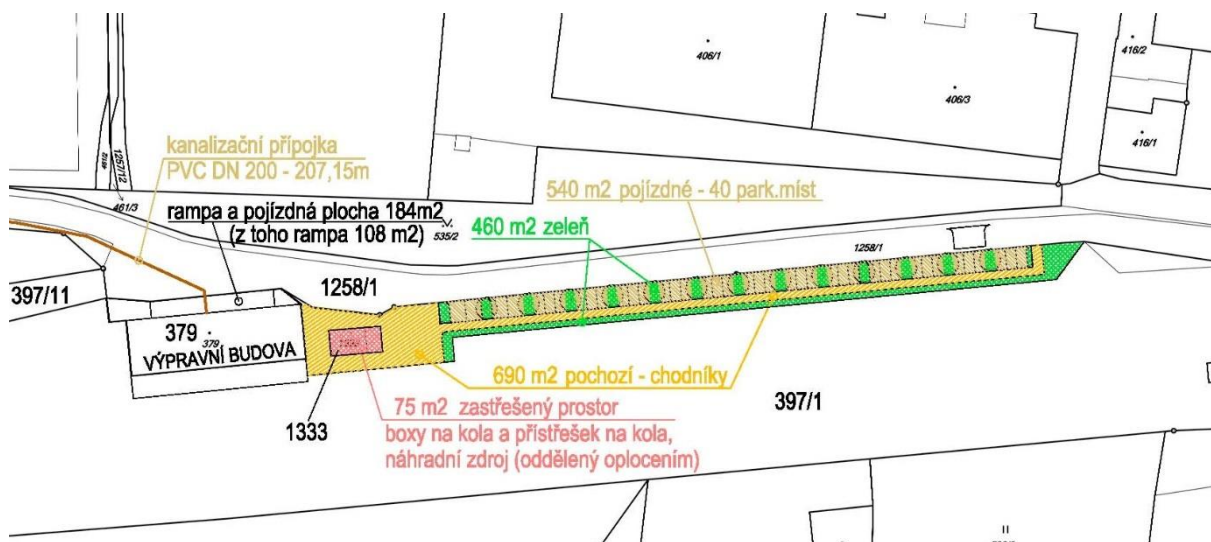 406/1
416/2
406/3
416/1
461/2
1257/12
kanalizační přípojka
PVC DN 200 - 207,15m
461/3
rampa a pojízdná plocha 184m2
(z toho rampa 108 m2)
535/2
540 m2 pojízdné - 40 park.míst
460 m2 zeleň
1258/1
397/11
1258/1
379
379
VÝPRAVNÍ BUDOVA
1333
690 m2 pochozí - chodníky
397/1
75 m2 zastřešený prostor
1333
boxy na kola a přístřešek na kola,
náhradní zdroj (oddělený oplocením)